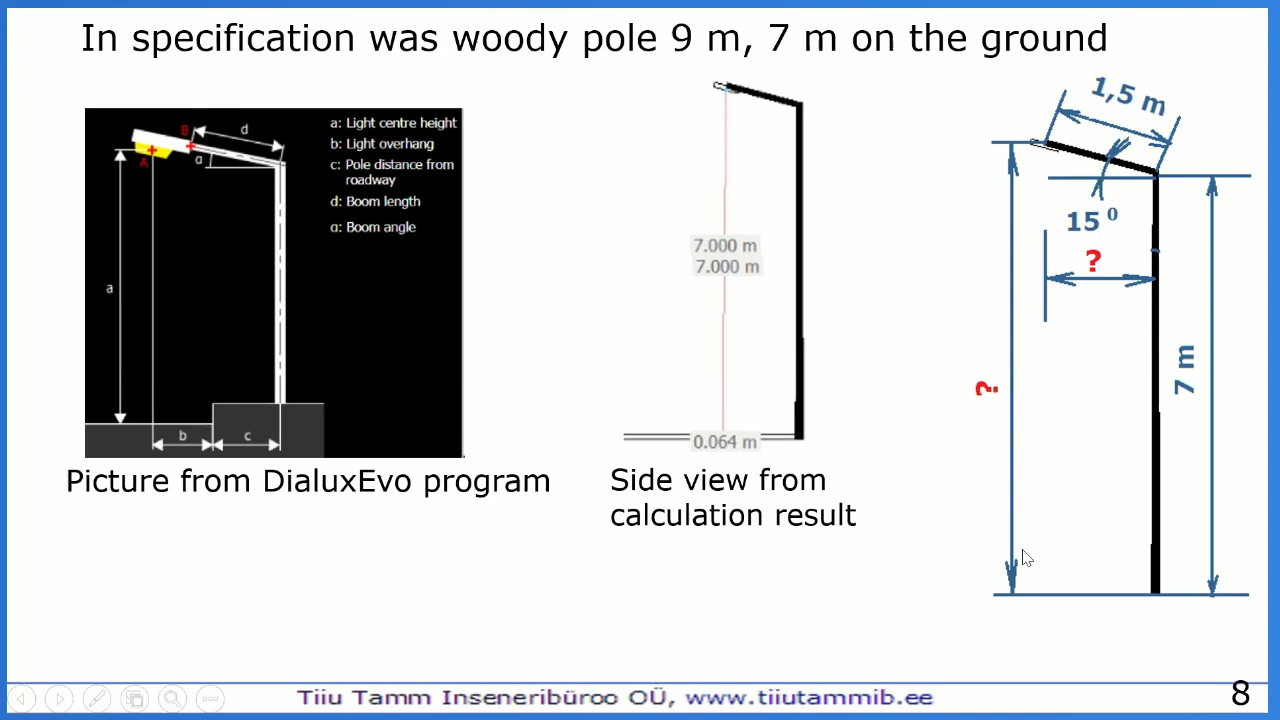 In specification was woody pole 9 m, 7 m on the ground
a: Light centre height
b: Light overhang
c: Pole distance from
roadway
d: Boom length
α: Boom angle
d
B
A
α
a
b
c
Picture from DialuxEvo program
7.000 m
7.000 m
0.064 m
Side view from
calculation result
1,5 m
15 0
?
?
7 m
Tiiu Tamm Inseneribüroo OÜ, www.tiiutammib.ee
8